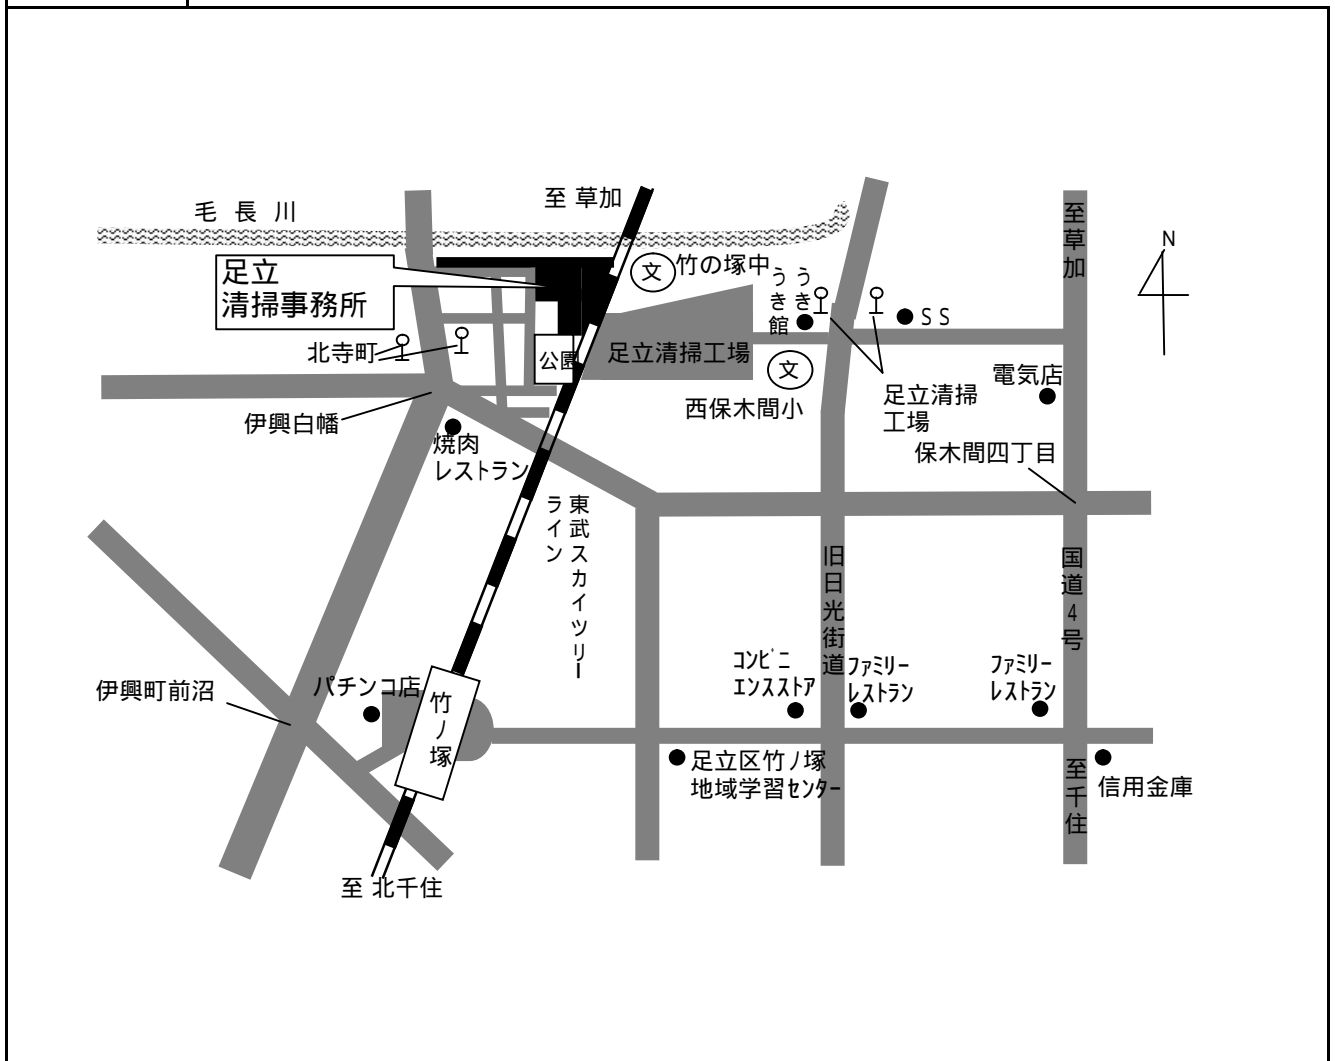 毛 長 川
至 草加
至草加
N
足立
清掃事務所
文
竹の塚中
うきうき館
SS
北寺町
公園
足立清掃工場
文
電気店
西保木間小
足立清掃
工場
伊興白幡
焼肉
レストラン
保木間四丁目
東武スカイツリー
ライン
旧日光街道
国道4号
コンビニ
エンスストア
ファミリー
レストラン
ファミリー
レストラン
伊興町前沼
パチンコ店
竹ノ塚
足立区竹ノ塚
地域学習センター
至千住
信用金庫
至 北千住